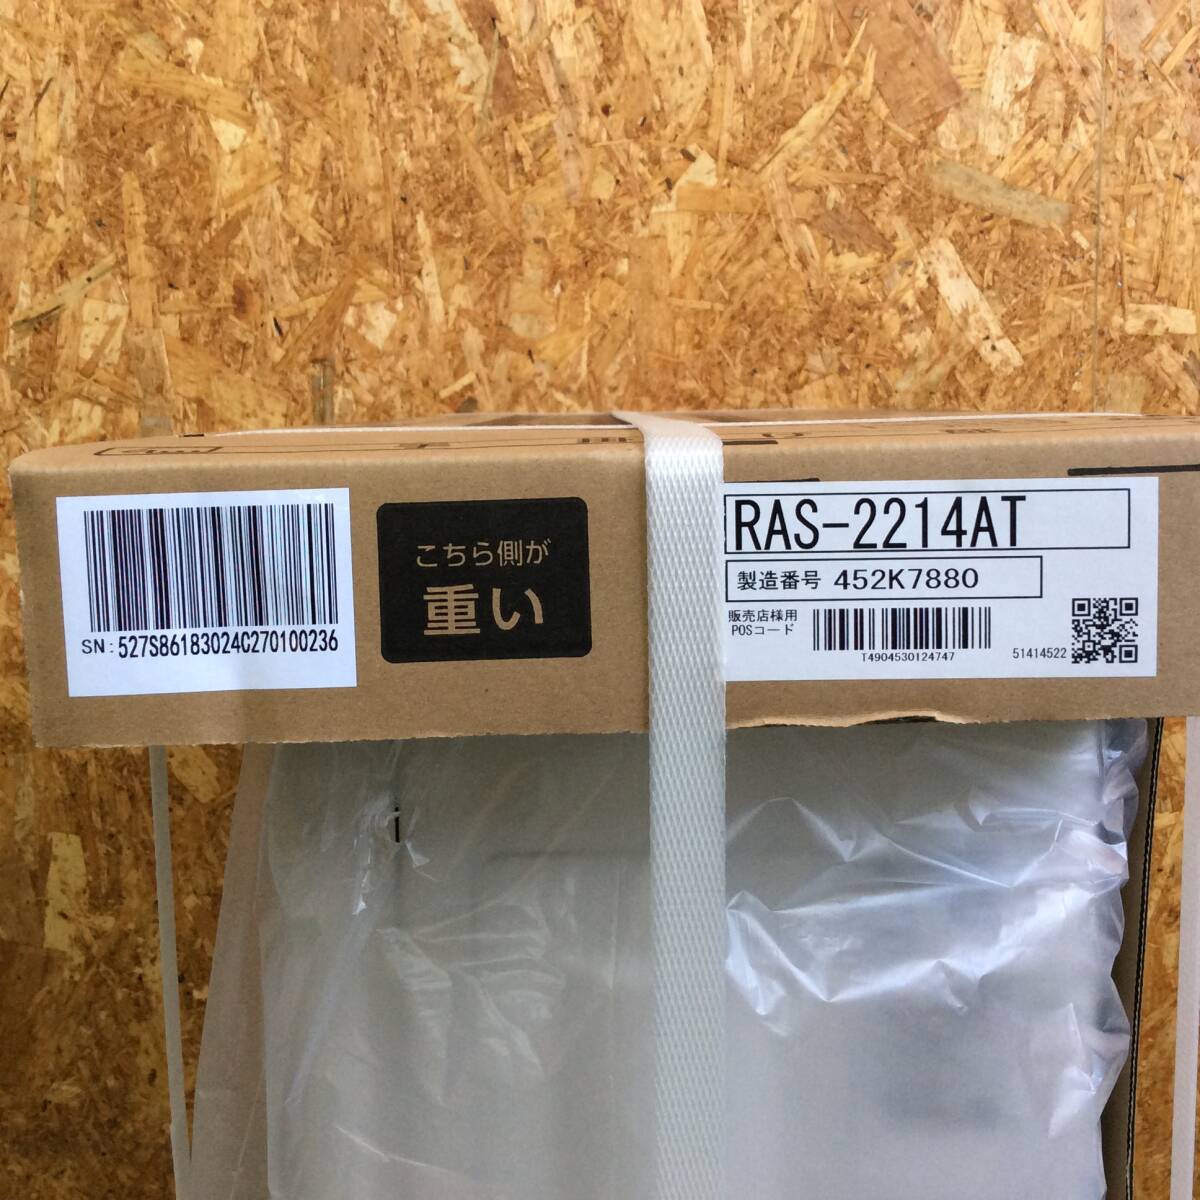 SN:527S86183024C270100236
こちら側が
重い
RAS-2214AT
製造番号 452K7880
販売店様用
POSコード
T4904530124747
51414522